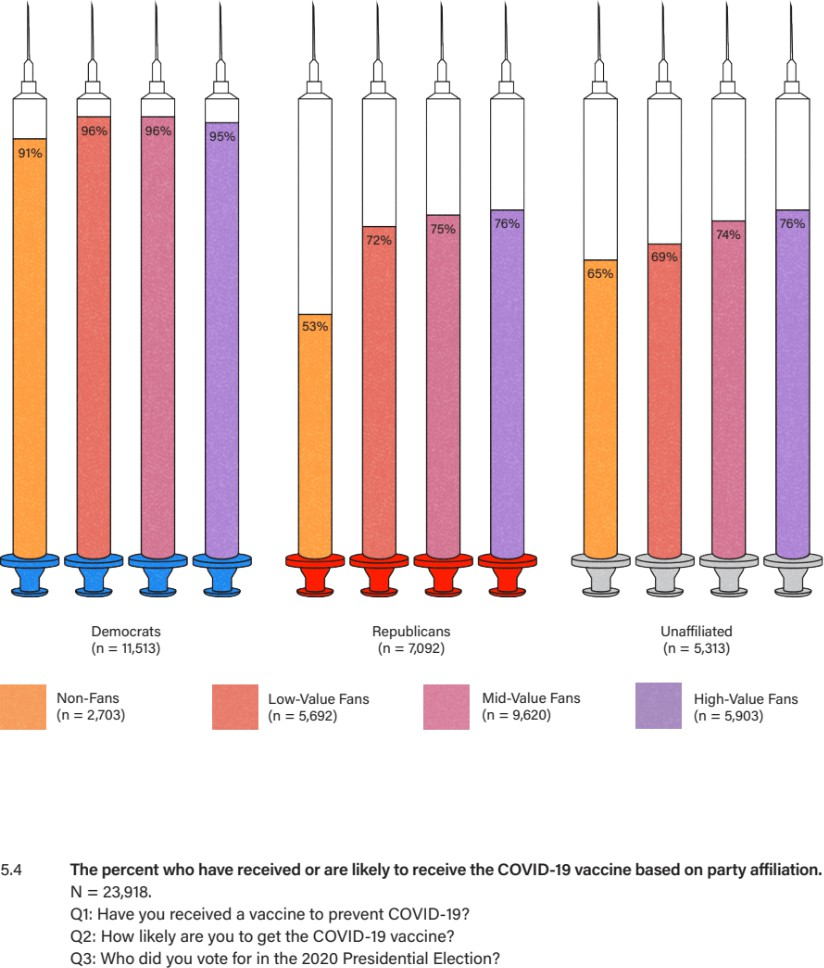 91%
96%
96%
95%
53%
72%
75%
76%
65%
69%
74%
76%
Democrats
(n = 11,513)
Republicans
(n = 7,092)
Unaffiliated
(n = 5,313)
Non-Fans
(n = 2,703)
Low-Value Fans
(n = 5,692)
Mid-Value Fans
(n = 9,620)
High-Value Fans
(n = 5,903)
5.4 The percent who have received or are likely to receive the COVID-19 vaccine based on party affiliation.
N = 23,918.
Q1: Have you received a vaccine to prevent COVID-19?
Q2: How likely are you to get the COVID-19 vaccine?
Q3: Who did you vote for in the 2020 Presidential Election?